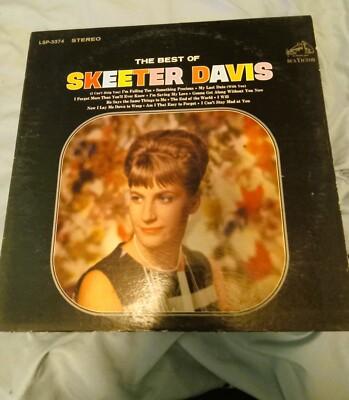 LSP-3374 STEREO
RCA VICTOR
THE BEST OF
SKEETER DAVIS
(I Can't Help You) I'm Falling Too • Something Precious • My Last Date (With You)
I Forgot More Than You'll Ever Know • I'm Saving My Love • Gonna Get Along Without You Now
He Says the Same Things to Me • The End of the World • I Will
Now I Lay Me Down to Weep • Am I That Easy to Forget • I Can't Stay Mad at You